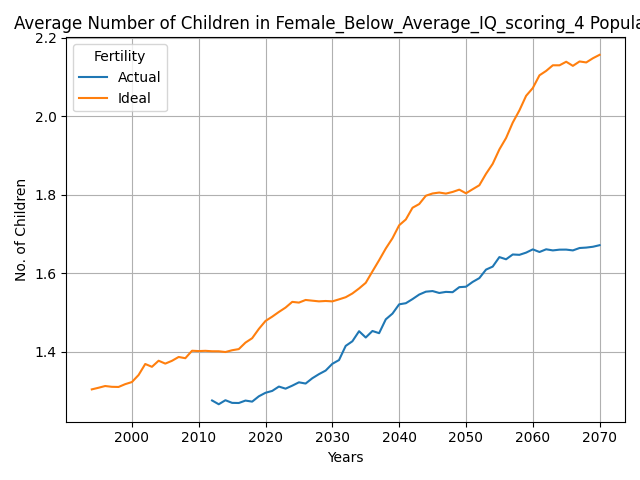 Average Number of Children in Female_Below_Average_IQ_scoring_4 Popula
Fertility
Actual
Ideal
2.2
2.0
1.8
1.6
1.4
No. of Children
2000 2010 2020 2030 2040 2050 2060 2070
Years